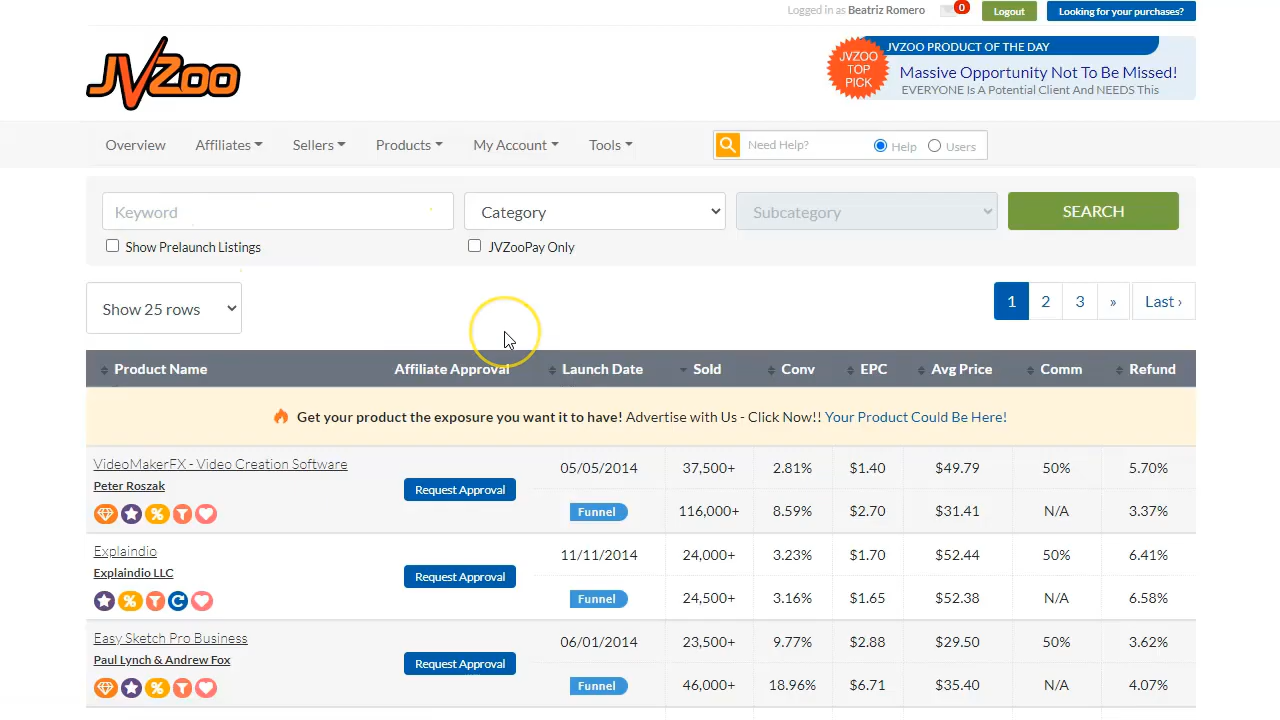 Logged in as Beatriz Romero 0 Logout Looking for your purchases?
JVZOO
JVZOO TOP PICK
JVZOO PRODUCT OF THE DAY
Massive Opportunity Not To Be Missed!
EVERYONE Is A Potential Client And NEEDS This
Overview Affiliates Sellers Products My Account Tools Need Help? Help Users
Keyword Category Subcategory SEARCH
Show Prelaunch Listings JVZooPay Only
Show 25 rows 1 2 3 » Last ›
Product Name Affiliate Approval Launch Date Sold Conv EPC Avg Price Comm Refund
Get your product the exposure you want it to have! Advertise with Us - Click Now!! Your Product Could Be Here!
VideoMakerFX - Video Creation Software 05/05/2014 37,500+ 2.81% $1.40 $49.79 50% 5.70%
Peter Roszak Request Approval
Funnel 116,000+ 8.59% $2.70 $31.41 N/A 3.37%
Explaindio 11/11/2014 24,000+ 3.23% $1.70 $52.44 50% 6.41%
Explaindio LLC Request Approval
Funnel 24,500+ 3.16% $1.65 $52.38 N/A 6.58%
Easy Sketch Pro Business 06/01/2014 23,500+ 9.77% $2.88 $29.50 50% 3.62%
Paul Lynch & Andrew Fox Request Approval
Funnel 46,000+ 18.96% $6.71 $35.40 N/A 4.07%